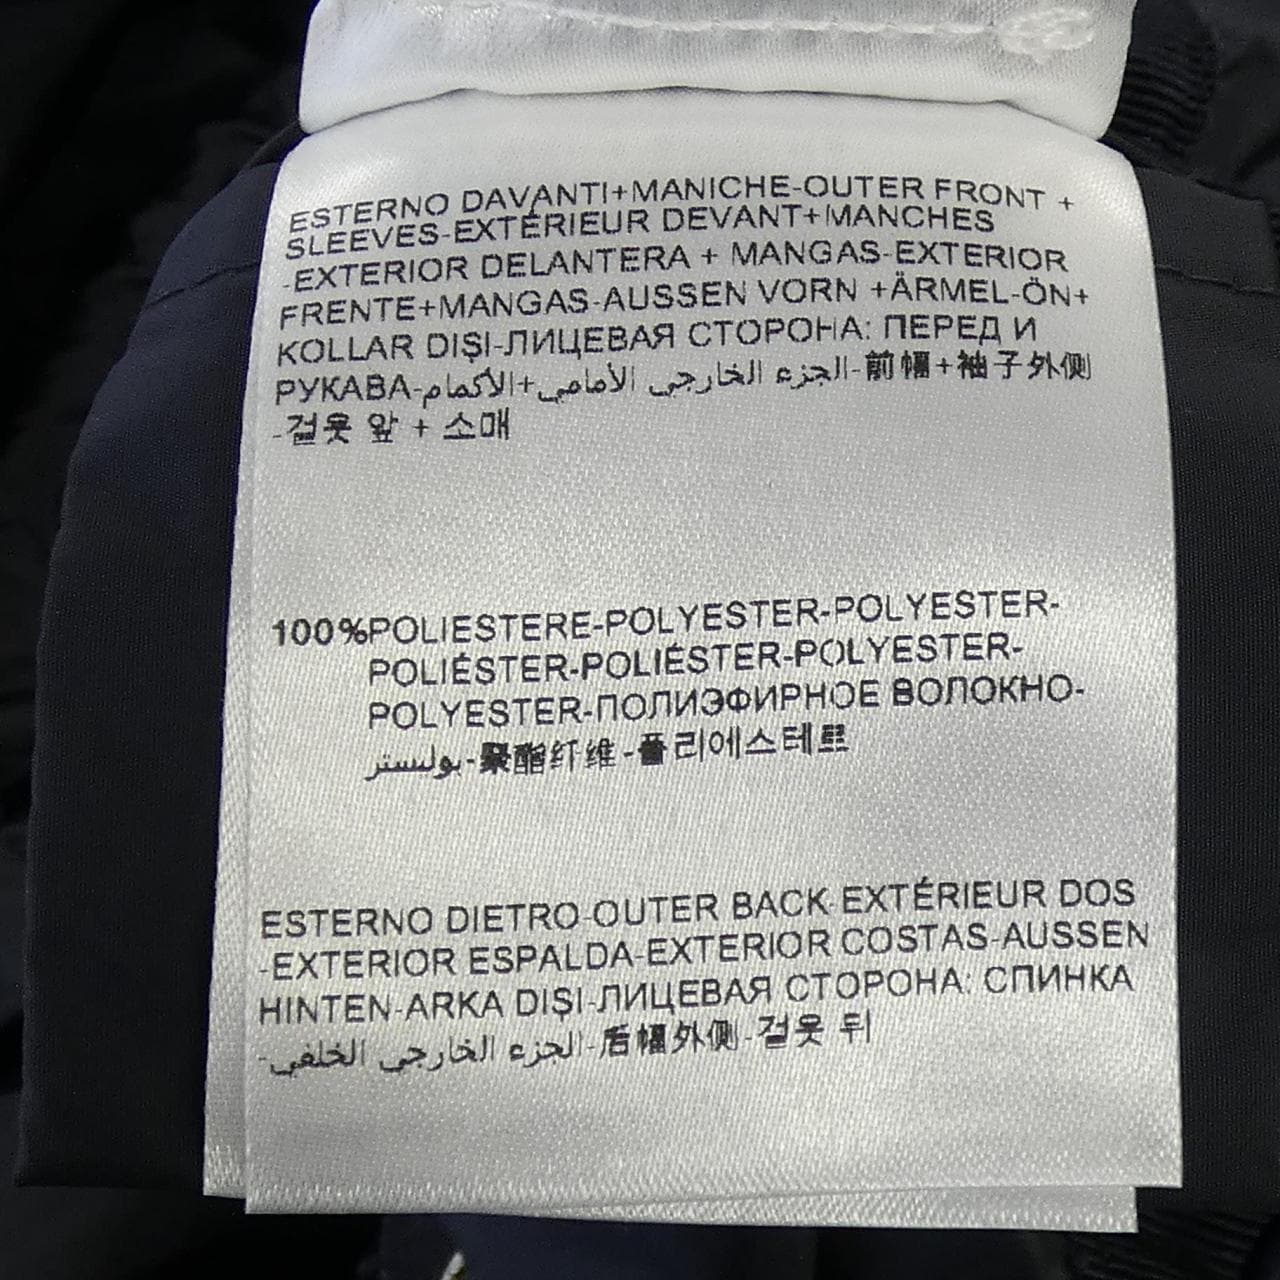 ESTERNO DAVANTI+MANICHE-OUTER FRONT +
SLEEVES-EXTÉRIEUR DEVANT+MANCHES
-EXTERIOR DELANTERA + MANGAS-EXTERIOR
FRENTE+MANGAS-AUSSEN VORN +ÄRMEL-ÖN+
KOLLAR DIŞI-ЛИЦЕВАЯ СТОРОНА: ПЕРЕД И
РУКАВА-الجزء الخارجي الأمامي+الأكمام-前幅+袖子外侧
-걸옷 앞 + 소매
100%POLIESTERE-POLYESTER-POLYESTER-
POLIÉSTER-POLIÉSTER-POLYESTER-
POLYESTER-ПОЛИЭФИРНОЕ ВОЛОКНО-
بوليستر-聚酯纤维-폴리에스테르
ESTERNO DIETRO-OUTER BACK-EXTÉRIEUR DOS
-EXTERIOR ESPALDA-EXTERIOR COSTAS-AUSSEN
HINTEN-ARKA DIŞI-ЛИЦЕВАЯ СТОРОНА: СПИНКА
-الجزء الخارجي الخلفي-后幅外侧-걸옷 뒤